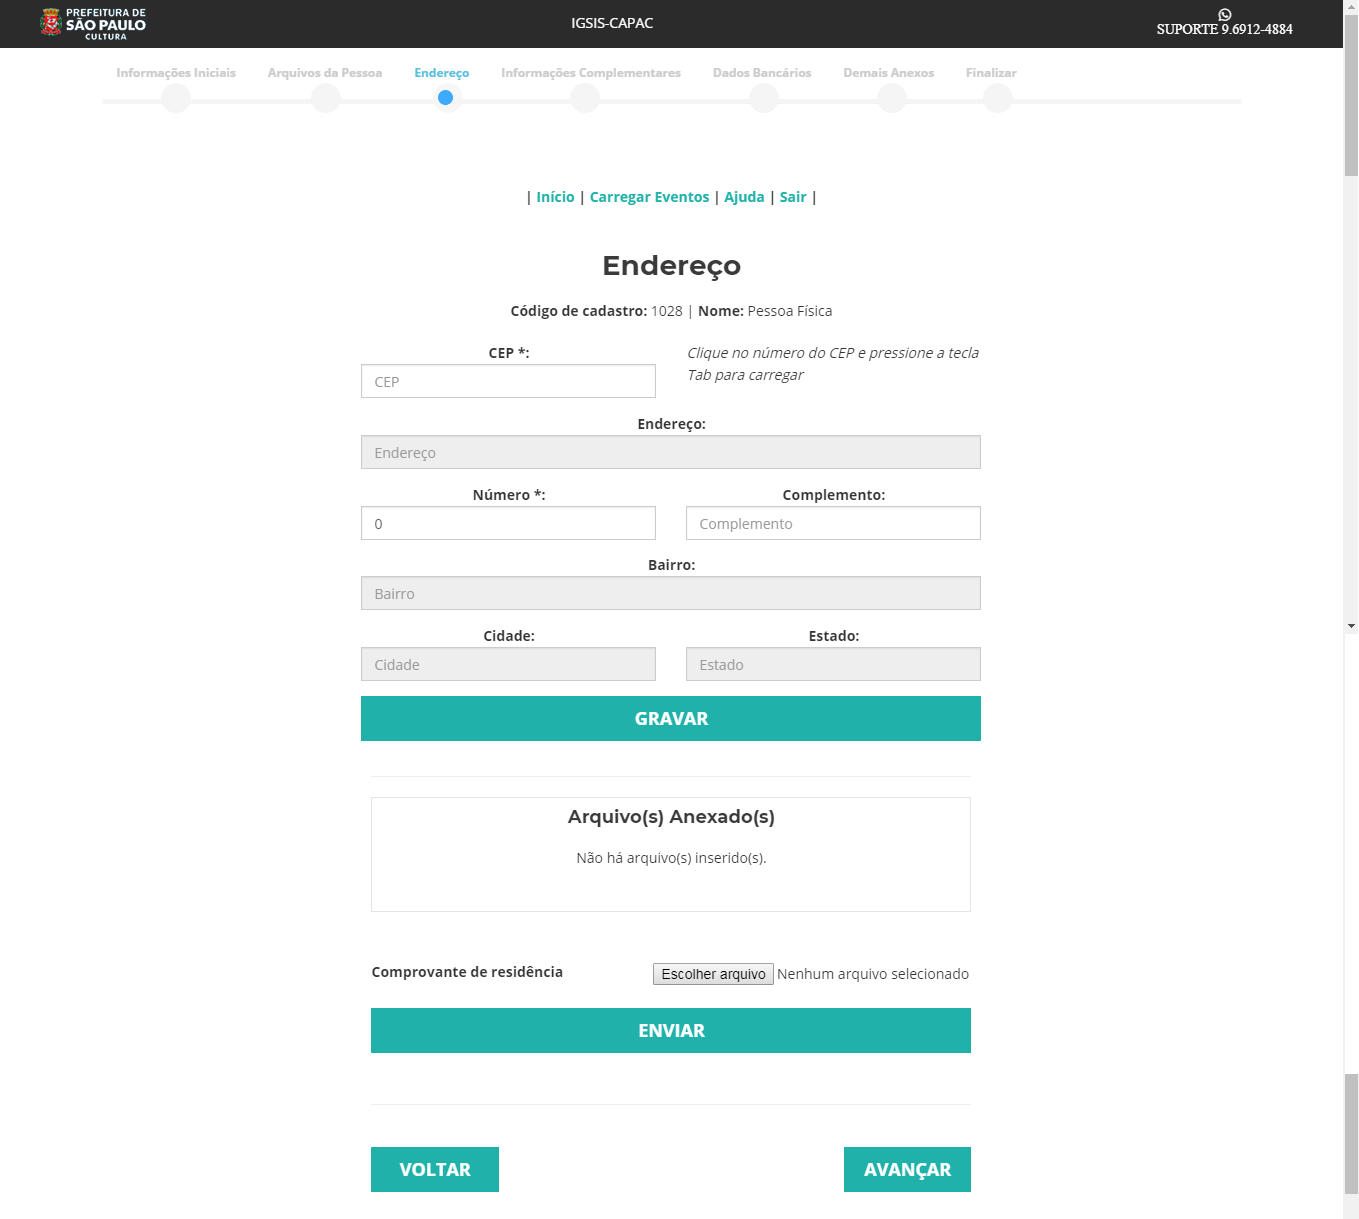 PREFEITURA DE
SÃO PAULO
CULTURA
IGSIS-CAPAC
SUPORTE 9.6912-4884
Informações Iniciais Arquivos da Pessoa Endereço Informações Complementares Dados Bancários Demais Anexos Finalizar
| Início | Carregar Eventos | Ajuda | Sair |
Endereço
Código de cadastro: 1028 | Nome: Pessoa Física
CEP *:
CEP
Clique no número do CEP e pressione a tecla
Tab para carregar
Endereço:
Endereço
Número *: Complemento:
0 Complemento
Bairro:
Bairro
Cidade: Estado:
Cidade Estado
GRAVAR
Arquivo(s) Anexado(s)
Não há arquivo(s) inserido(s).
Comprovante de residência Escolher arquivo Nenhum arquivo selecionado
ENVIAR
VOLTAR AVANÇAR